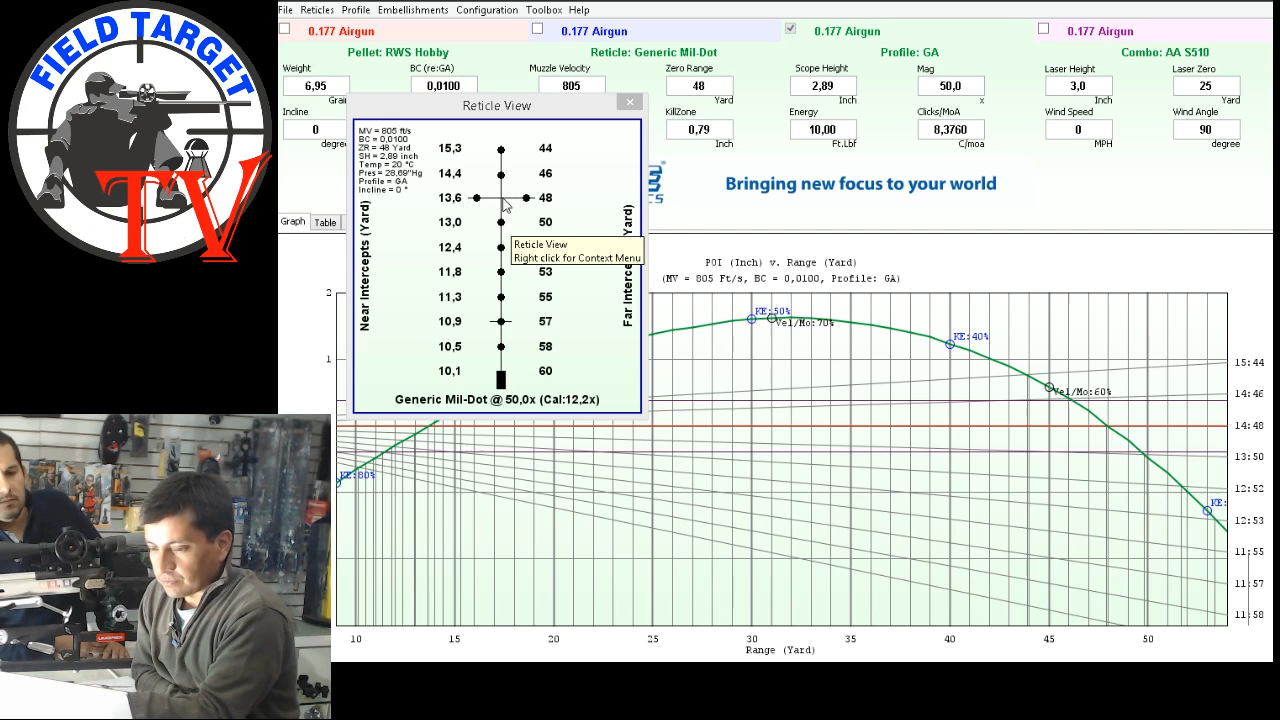 FIELD TARGET
TV
File Reticles Profile Embellishments Configuration Toolbox Help
0.177 Airgun 0.177 Airgun 0.177 Airgun 0.177 Airgun
Pellet: RWS Hobby Reticle: Generic Mil-Dot Profile: GA Combo: AA S510
Weight BC (re:GA) Muzzle Velocity Zero Range Scope Height Mag Laser Height Laser Zero
6,95 0,0100 805 48 2,89 50,0 3,0 25
Grain Yard Inch x Inch Yard
Incline KillZone Energy Clicks/MoA Wind Speed Wind Angle
0 0,79 10,00 8,3760 0 90
degree Inch Ft.Lbf C/moa MPH degree
Reticle View
MV = 805 ft/s
BC = 0,0100
ZR = 48 Yard
SH = 2,89 inch
Temp = 20 °C
Pres = 28,69"Hg
Profile = GA
Incline = 0 °
15,3 44
14,4 46
13,6 48
13,0 50
12,4
11,8 53
11,3 55
10,9 57
10,5 58
10,1 60
Near Intercepts (Yard)
Far Interce Yard)
Reticle View
Right click for Context Menu
Generic Mil-Dot @ 50,0x (Cal:12,2x)
Bringing new focus to your world
Graph Table
POI (Inch) v. Range (Yard)
(MV = 805 Ft/s, BC = 0,0100, Profile: GA)
2
1
KE:80%
KE:50%
Vel/Mo:70%
KE:40%
Vel/Mo:60%
KE:
15:44
14:46
14:48
13:50
12:52
12:53
11:55
11:57
11:58
10 15 20 25 30 35 40 45 50
Range (Yard)